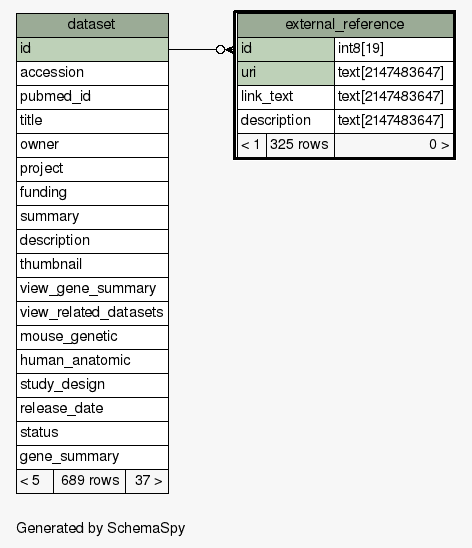 dataset
id
accession
pubmed_id
title
owner
project
funding
summary
description
thumbnail
view_gene_summary
view_related_datasets
mouse_genetic
human_anatomic
study_design
release_date
status
gene_summary
< 5 689 rows 37 >
external_reference
id int8[19]
uri text[2147483647]
link_text text[2147483647]
description text[2147483647]
< 1 325 rows 0 >
Generated by SchemaSpy